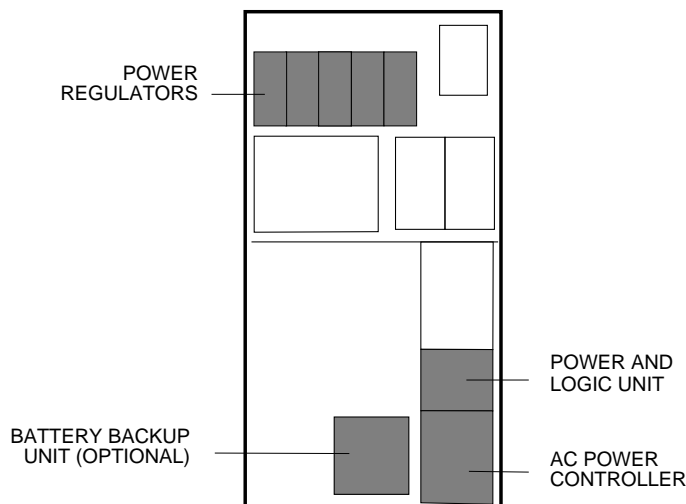 POWER
REGULATORS
POWER AND
LOGIC UNIT
BATTERY BACKUP
UNIT (OPTIONAL)
AC POWER
CONTROLLER